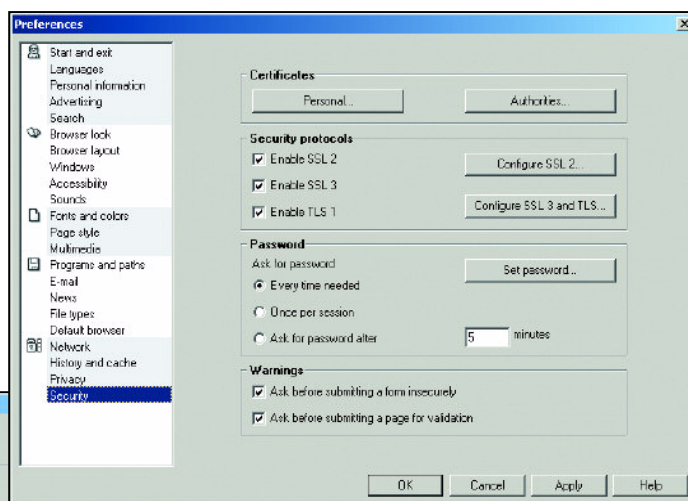 Preferences
Start and exit
Languages
Personal information
Advertizing
Search
Browser look
Browser layout
Windows
Accessibility
Sounds
Fonts and colors
Page style
Multimedia
Programs and paths
E-mail
News
File types
Default browser
Network
History and cache
Privacy
Security
Certificates
Personal...
Authorities...
Security protocols
Enable SSL 2
Configure SSL 2...
Enable SSL 3
Enable TLS 1
Configure SSL 3 and TLS...
Password
Ask for password
Set password...
Every time needed
Once per session
Ask for password after
5
minutes
Warnings
Ask before submitting a form insecurely
Ask before submitting a page for validation
OK
Cancel
Apply
Help